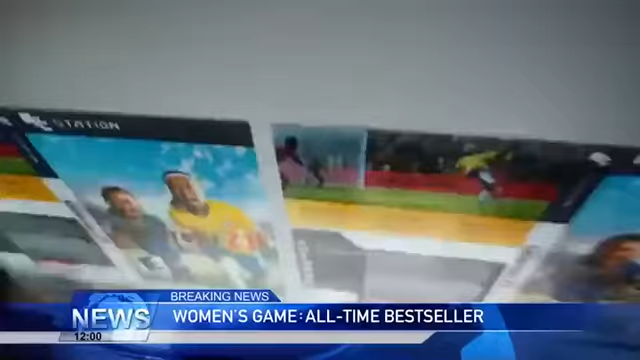 STATION
BREAKING NEWS
WOMEN'S GAME: ALL-TIME BESTSELLER
NEWS
12:00